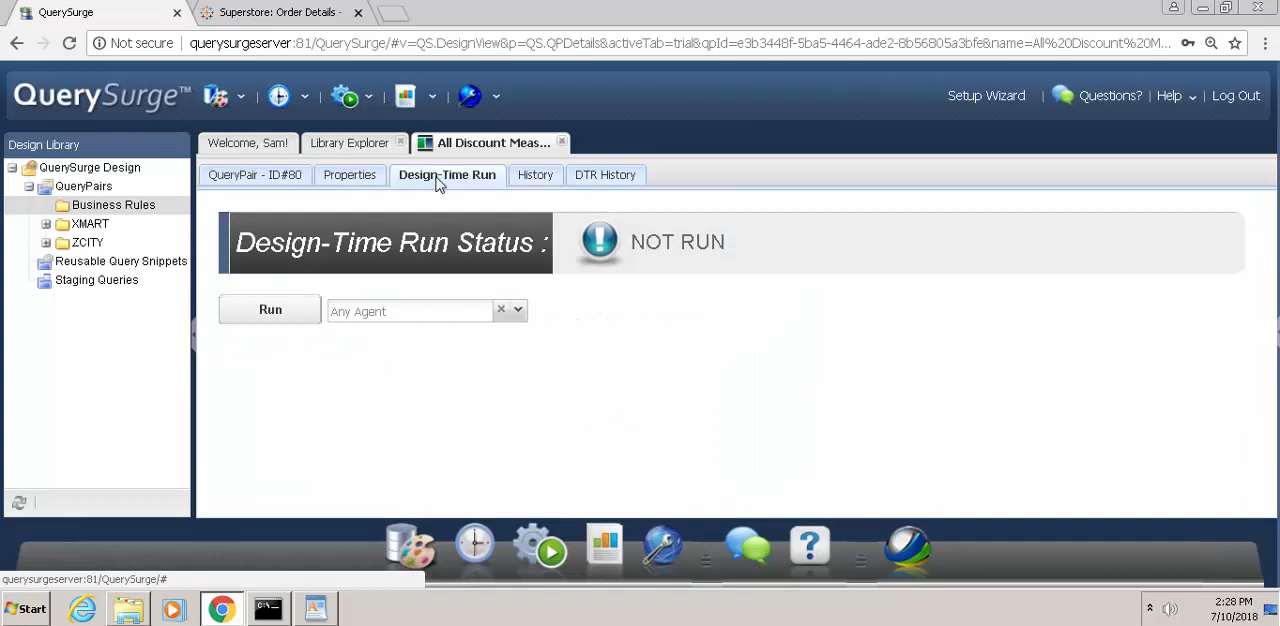 QuerySurge
Superstore: Order Details -
Not secure
querysurgeserver:81/QuerySurge/#v=QS.DesignView&p=QS.QPDetails&activeTab=trial&qpId=e3b3448f-5ba5-4464-ade2-8b56805a3bfe&name=All%20Discount%20M...
QuerySurge™
Setup Wizard
Questions?
Help
Log Out
Design Library
Welcome, Sam!
Library Explorer
All Discount Meas...
QuerySurge Design
QueryPairs
Business Rules
XMART
ZCITY
Reusable Query Snippets
Staging Queries
QueryPair - ID#80
Properties
Design-Time Run
History
DTR History
Design-Time Run Status :
NOT RUN
Run
Any Agent
querysurgeserver:81/QuerySurge/#
Start
2:28 PM
7/10/2018